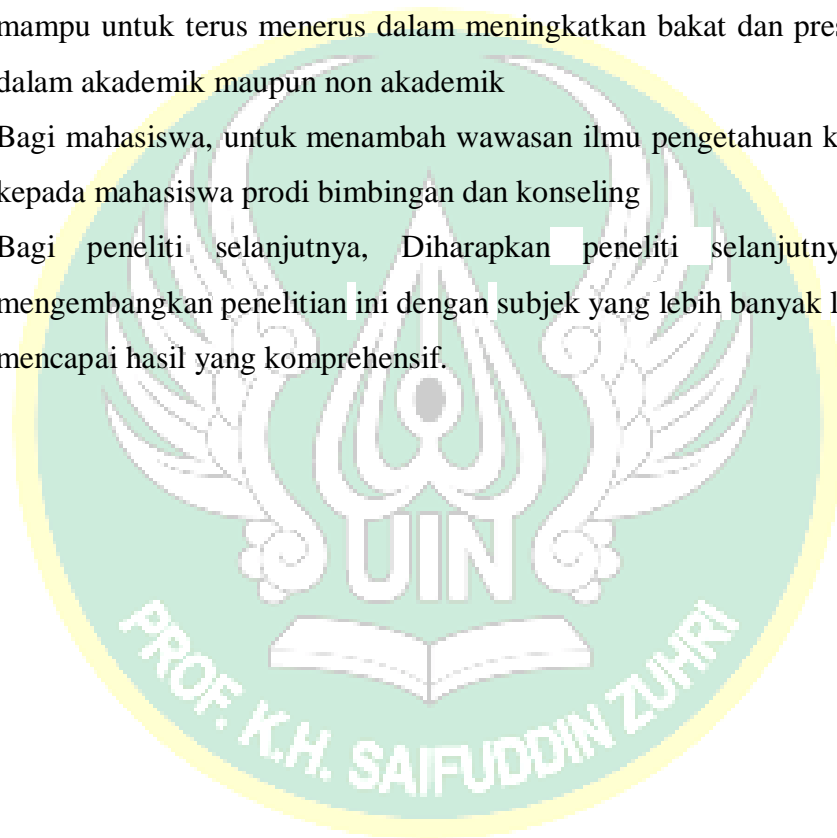 mampu untuk terus menerus dalam meningkatkan bakat dan
dalam akademik maupun non akademik
Bagi mahasiswa, untuk menambah wawasan ilmu pengetahuan
kepada mahasiswa prodi bimbingan dan konseling
Bagi peneliti selanjutnya, Diharapkan peneliti
mengembangkan penelitian ini dengan subjek yang lebih banyak
mencapai hasil yang komprehensif.
UIN
PROF. K.H. SAIFUDDIN ZUHRI